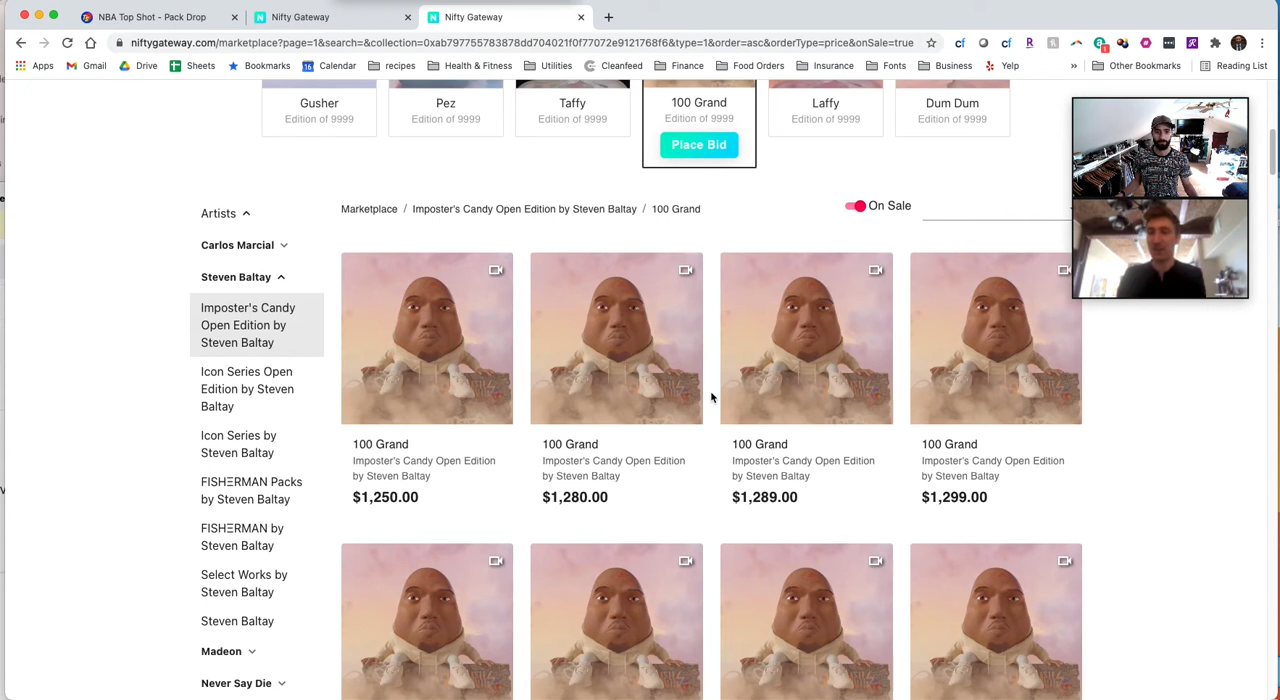 NBA Top Shot - Pack Drop
Nifty Gateway
Nifty Gateway
niftygateway.com/marketplace?page=1&search=&collection=0xab797755783878dd704021f0f77072e9121768f6&type=1&order=asc&orderType=price&onSale=true
Apps Gmail Drive Sheets Bookmarks Calendar recipes Health & Fitness Utilities Cleanfeed Finance Food Orders Insurance Fonts Business Yelp » Other Bookmarks Reading List
Gusher Pez Taffy 100 Grand Laffy Dum Dum
Edition of 9999 Edition of 9999 Edition of 9999 Edition of 9999 Edition of 9999 Edition of 9999
Place Bid
Artists
Marketplace / Imposter's Candy Open Edition by Steven Baltay / 100 Grand
On Sale
Carlos Marcial
Steven Baltay
Imposter's Candy
Open Edition by
Steven Baltay
Icon Series Open
Edition by Steven
Baltay
Icon Series by
Steven Baltay
FISHΞRMAN Packs
by Steven Baltay
FISHΞRMAN by
Steven Baltay
Select Works by
Steven Baltay
Steven Baltay
Madeon
Never Say Die
100 Grand
Imposter's Candy Open Edition
by Steven Baltay
$1,250.00
100 Grand
Imposter's Candy Open Edition
by Steven Baltay
$1,280.00
100 Grand
Imposter's Candy Open Edition
by Steven Baltay
$1,289.00
100 Grand
Imposter's Candy Open Edition
by Steven Baltay
$1,299.00